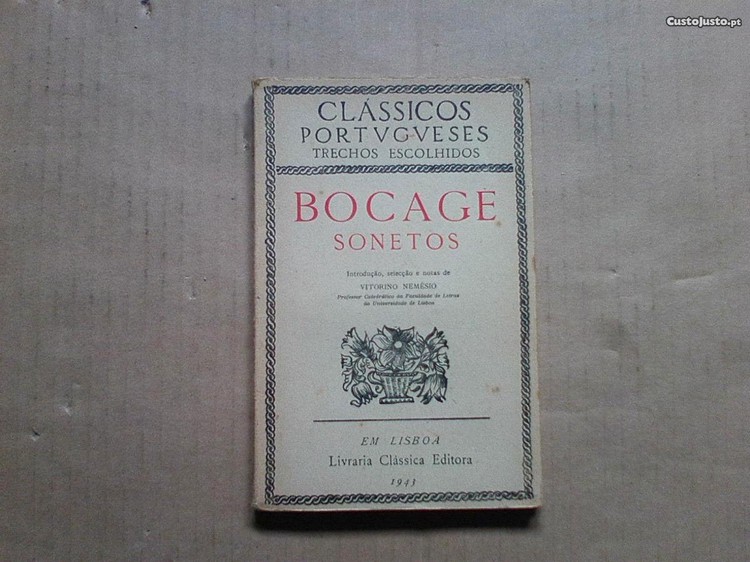 CustoJusto.pt
CLÁSSICOS
PORTVGVESES
TRECHOS ESCOLHIDOS
BOCAGE
SONETOS
Introdução, selecção e notas de
VITORINO NEMÉSIO
Professor Catedrático da Faculdade de Letras
da Universidade de Lisboa
EM LISBOA
Livraria Clássica Editora
1943